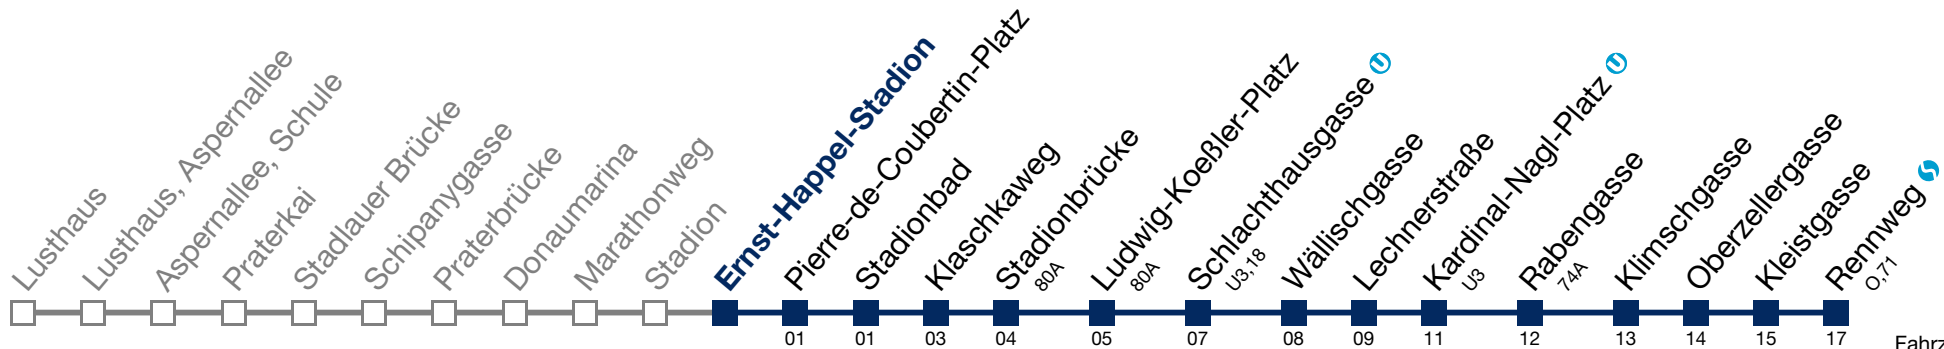 Lusthaus
Lusthaus, Aspernallee
Aspernallee, Schule
Praterkai
Stadlauer Brücke
Schipanygasse
Praterbrücke
Donaumarina
Marathonweg
Stadion
Ernst-Happel-Stadion
Pierre-de-Coubertin-Platz
01
Stadionbad
01
Klaschkaweg
03
Stadionbrücke
80A
04
Ludwig-Koeßler-Platz
80A
05
Schlachthausgasse U
U3,18
07
Wällischgasse
08
Lechnerstraße
09
Kardinal-Nagl-Platz U
U3
11
Rabengasse
74A
12
Klimschgasse
13
Oberzellergasse
14
Kleistgasse
15
Rennweg S
O,71
17
Fahrz